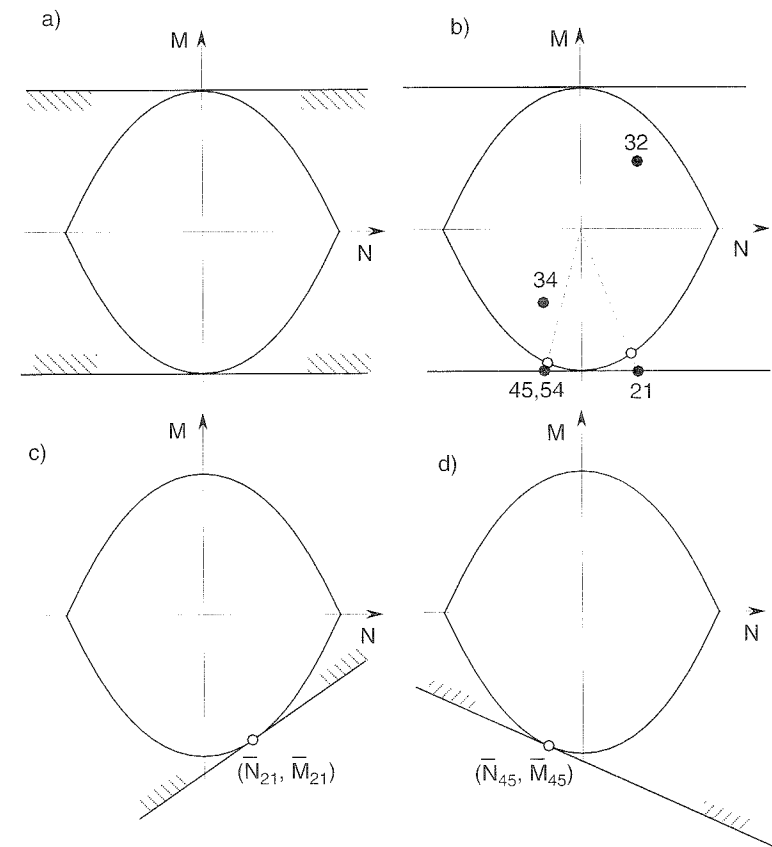 a)
M
N
b)
M
32
N
34
45,54
21
c)
M
N
(N̅₂₁, M̅₂₁)
d)
M
N
(N̅₄₅, M̅₄₅)